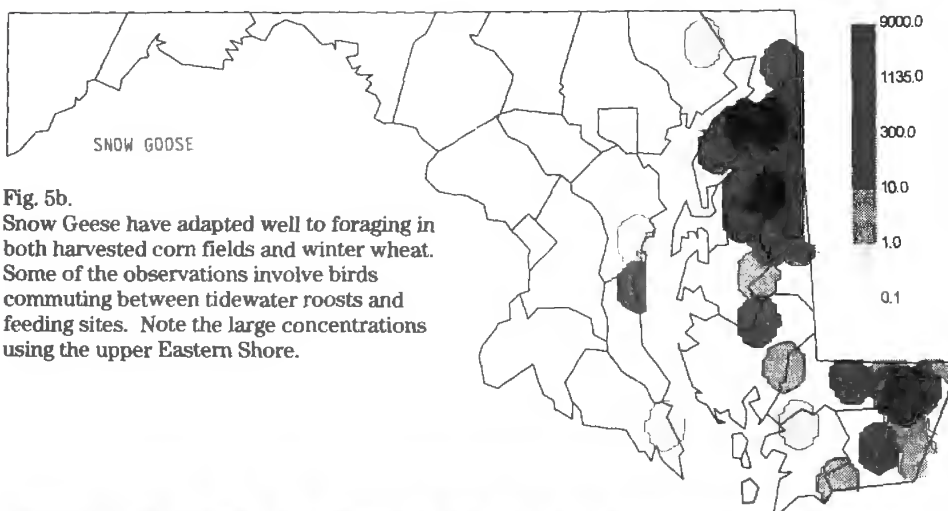 SNOW GOOSE
Fig. 5b.
Snow Geese have adapted well to foraging in
both harvested corn fields and winter wheat.
Some of the observations involve birds
commuting between tidewater roosts and
feeding sites. Note the large concentrations
using the upper Eastern Shore.
9000.0
1135.0
300.0
10.0
1.0
0.1